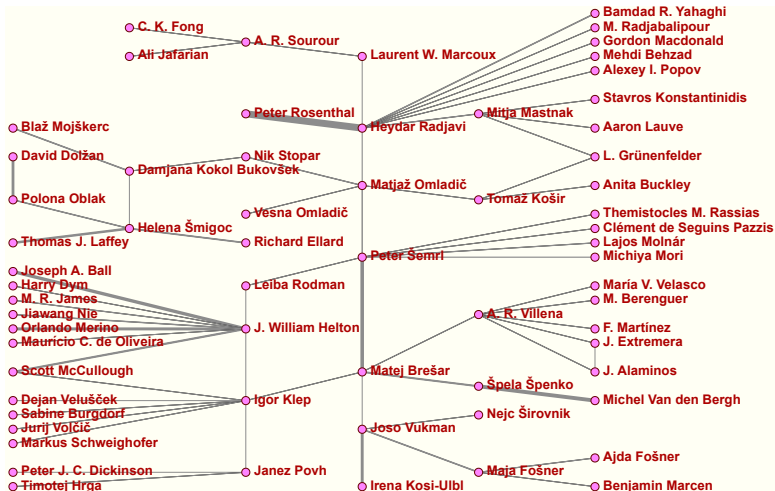 Bamdad R. Yahaghi
C. K. Fong
M. Radjabalipour
A. R. Sourour
Gordon Macdonald
Ali Jafarian
Laurent W. Marcoux
Mehdi Behzad
Alexey I. Popov
Stavros Konstantinidis
Peter Rosenthal
Mitja Mastnak
Blaž Mojškerc
Heydar Radjavi
Aaron Lauve
David Dolžan
Nik Stopar
L. Grünenfelder
Damjana Kokol Bukovšek
Matjaž Omladič
Anita Buckley
Polona Oblak
Tomaž Košir
Vesna Omladič
Themistocles M. Rassias
Helena Šmigoc
Clément de Seguins Pazzis
Thomas J. Laffey
Richard Ellard
Lajos Molnár
Peter Šemrl
Michiya Mori
Joseph A. Ball
Harry Dym
Leiba Rodman
María V. Velasco
M. R. James
M. Berenguer
Jiawang Nie
A. R. Villena
Orlando Merino
J. William Helton
F. Martínez
Maurício C. de Oliveira
J. Extremera
Scott McCullough
Matej Brešar
J. Alaminos
Špela Špenko
Dejan Velušček
Igor Klep
Michel Van den Bergh
Sabine Burgdorf
Nejc Širovnik
Jurij Volčič
Joso Vukman
Markus Schweighofer
Ajda Fošner
Peter J. C. Dickinson
Janez Povh
Maja Fošner
Timotej Hrga
Irena Kosi-Ulbl
Benjamin Marcen